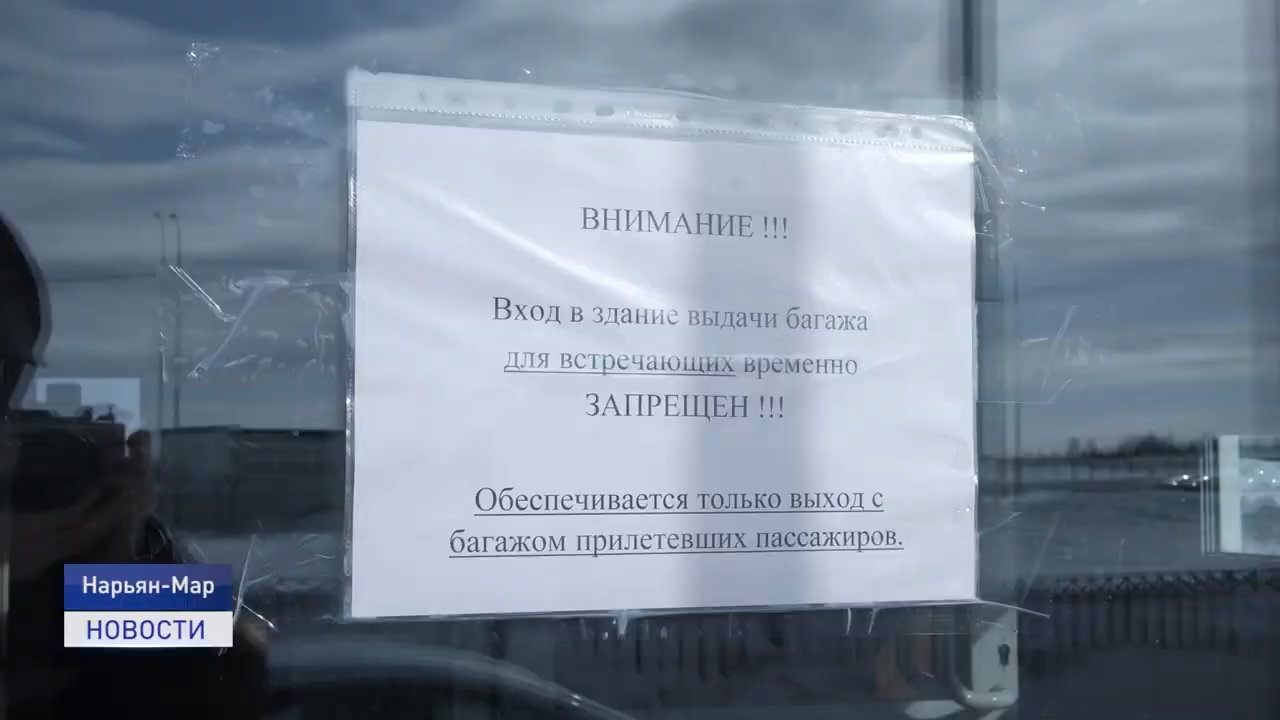 ВНИМАНИЕ !!!
Вход в здание выдачи багажа
для встречающих временно
ЗАПРЕЩЕН !!!
Обеспечивается только выход с
багажом прилетевших пассажиров.
Нарьян-Мар
НОВОСТИ